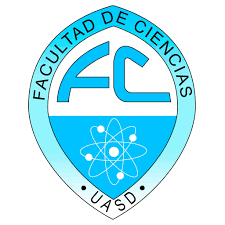 FACULTAD DE CIENCIAS
FC
• UASD •